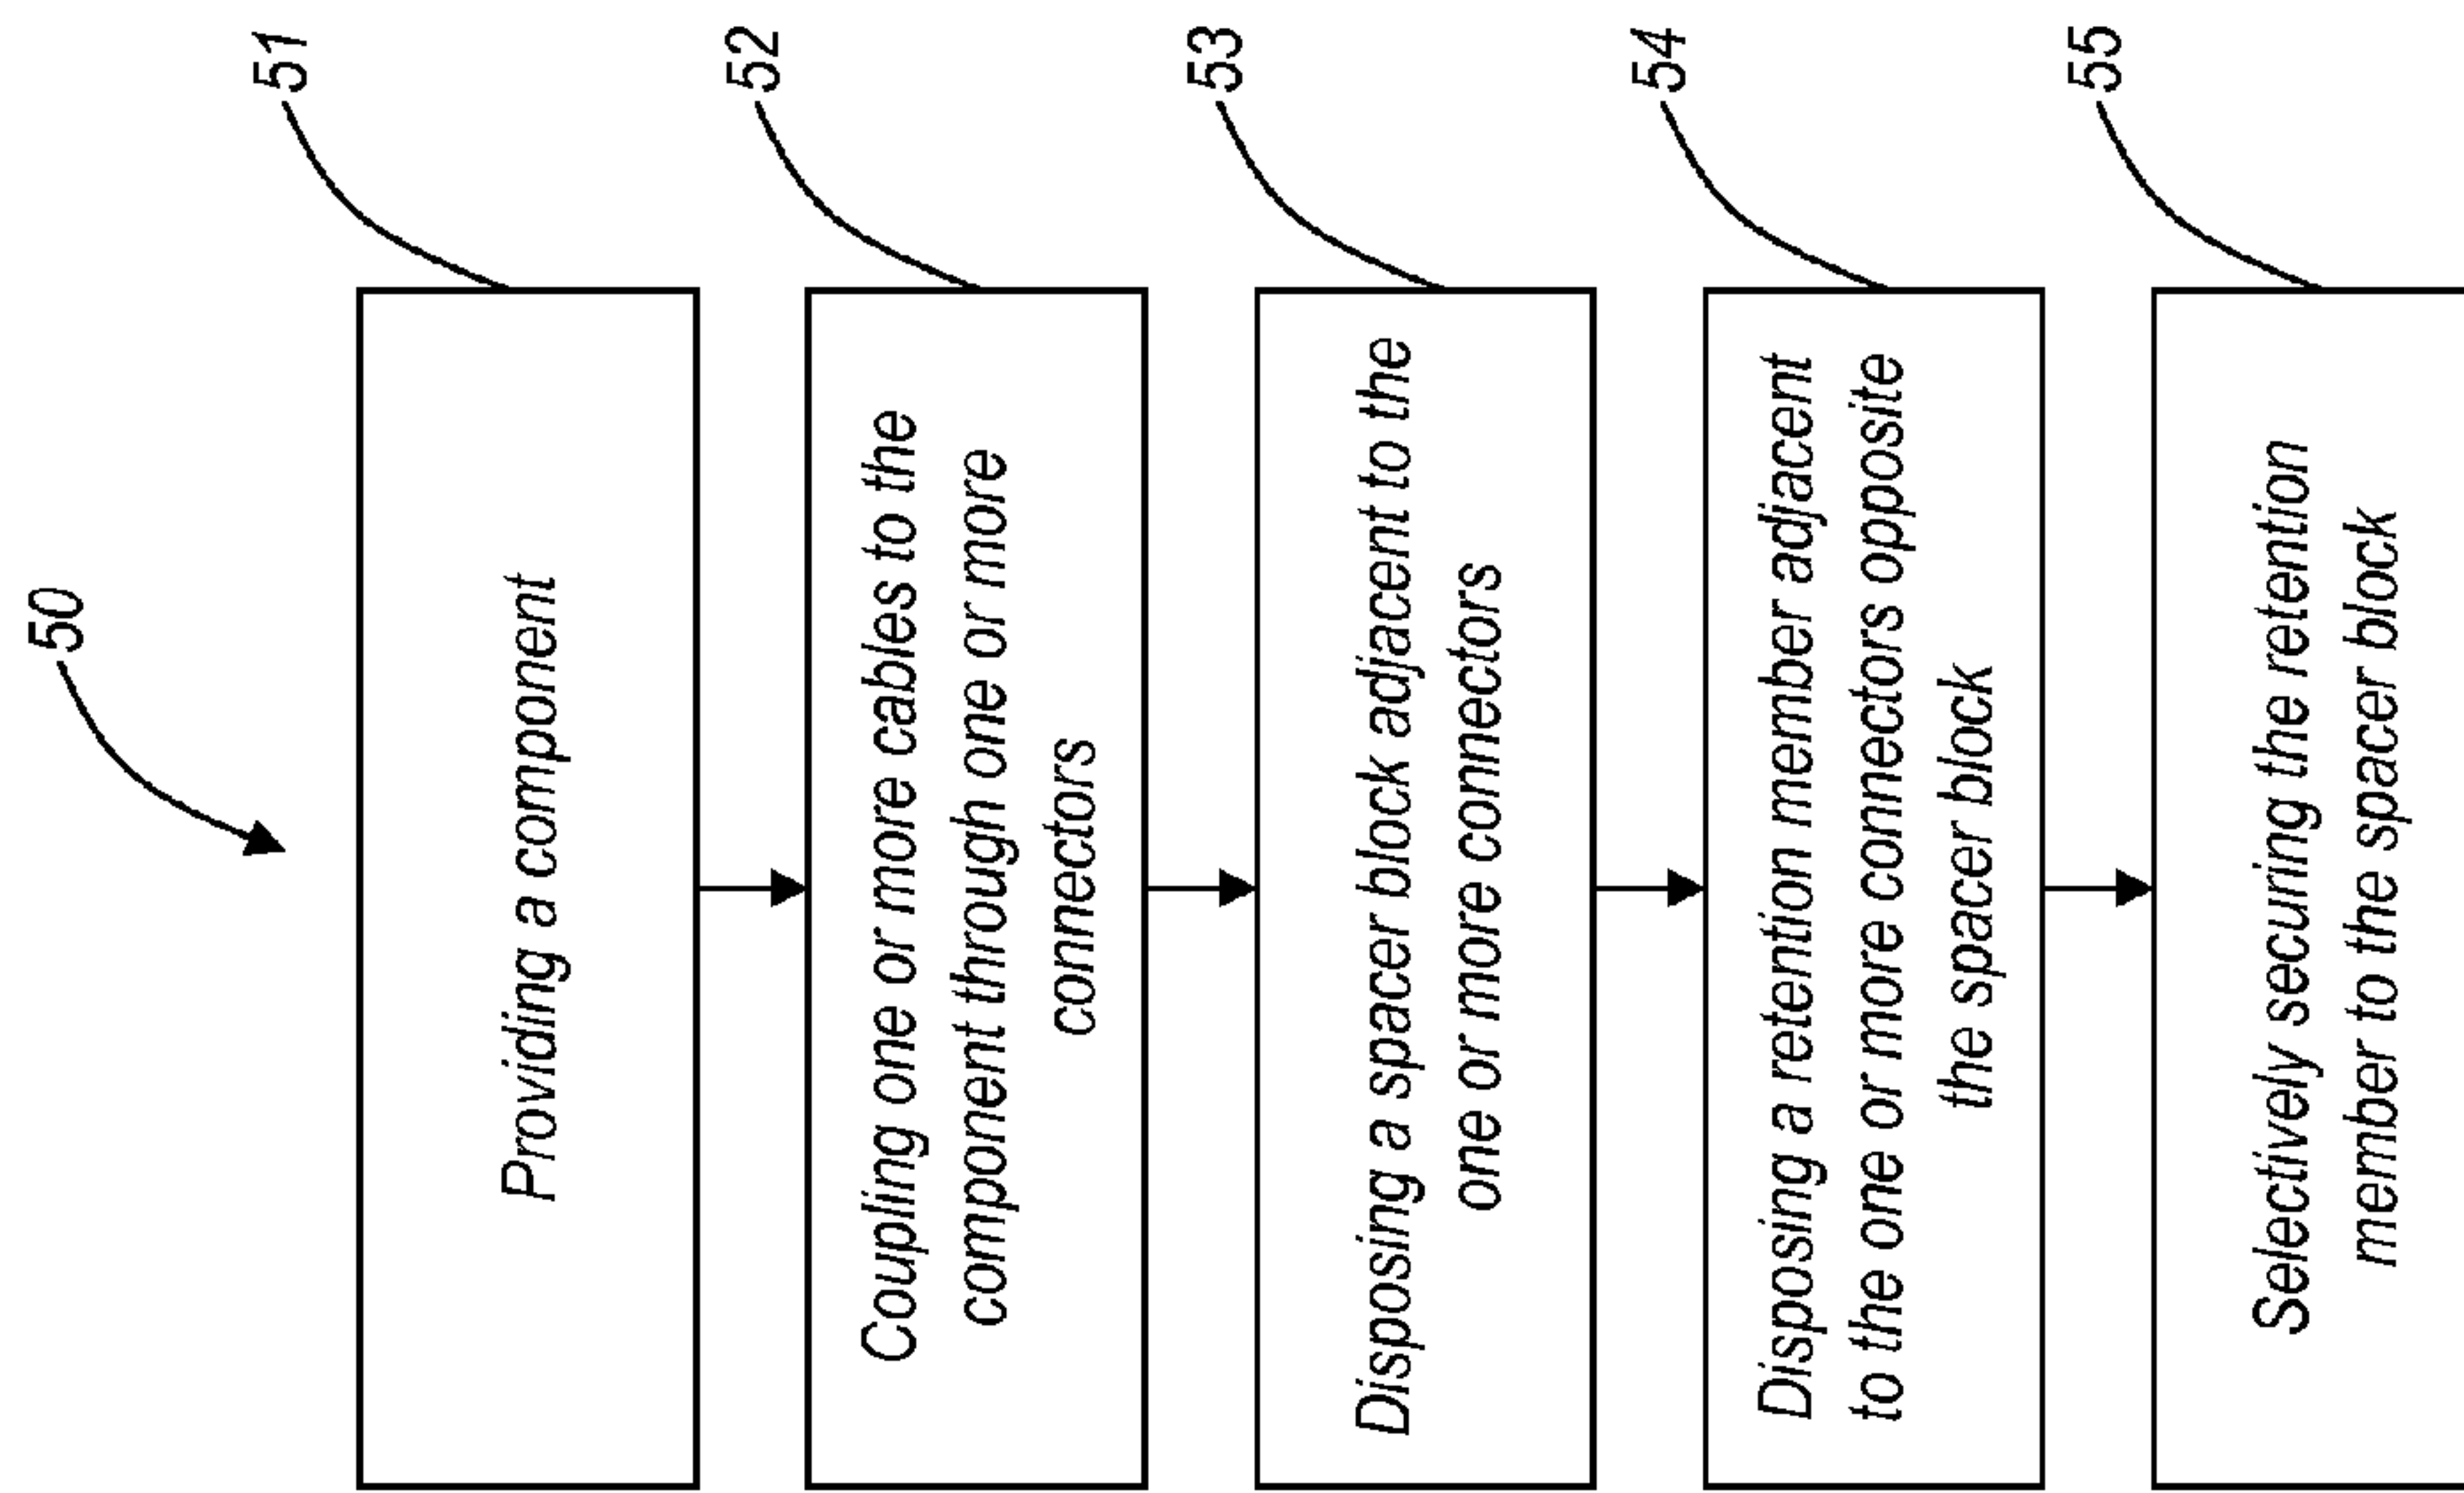 50
51
Providing a component
52
Coupling one or more cables to the
component through one or more
connectors
53
Disposing a spacer block adjacent to the
one or more connectors
54
Disposing a retention member adjacent
to the one or more connectors opposite
the spacer block
55
Selectively securing the retention
member to the spacer block